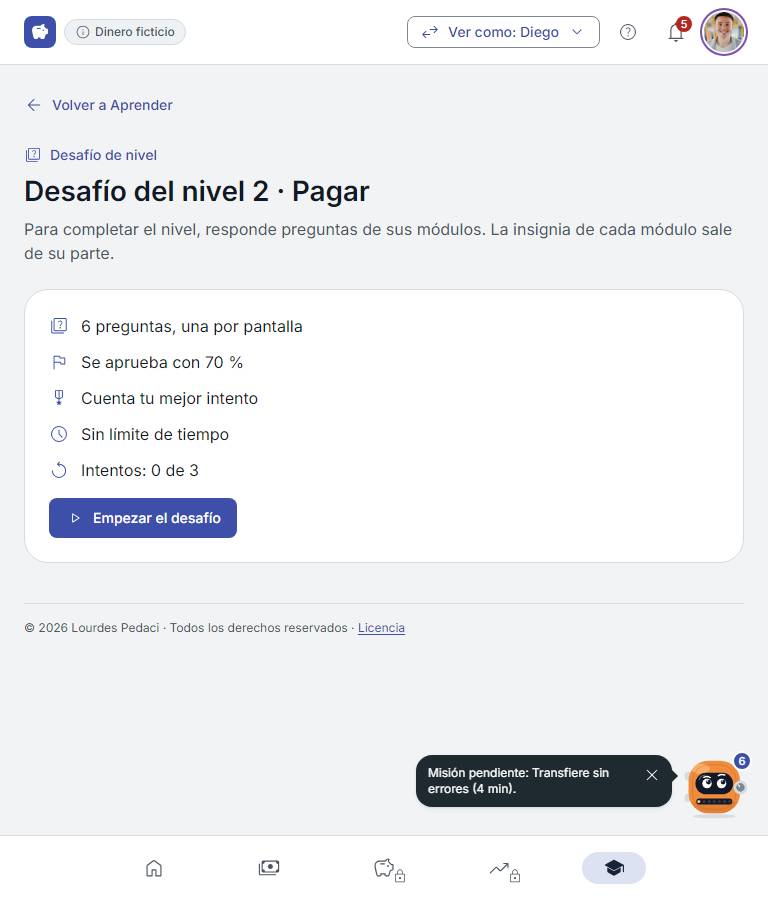 Dinero ficticio
Ver como: Diego
5
Volver a Aprender
Desafío de nivel
Desafío del nivel 2 · Pagar
Para completar el nivel, responde preguntas de sus módulos. La insignia de cada módulo sale
de su parte.
6 preguntas, una por pantalla
Se aprueba con 70 %
Cuenta tu mejor intento
Sin límite de tiempo
Intentos: 0 de 3
Empezar el desafío
© 2026 Lourdes Pedaci · Todos los derechos reservados · Licencia
Misión pendiente: Transfiere sin
errores (4 min).
6